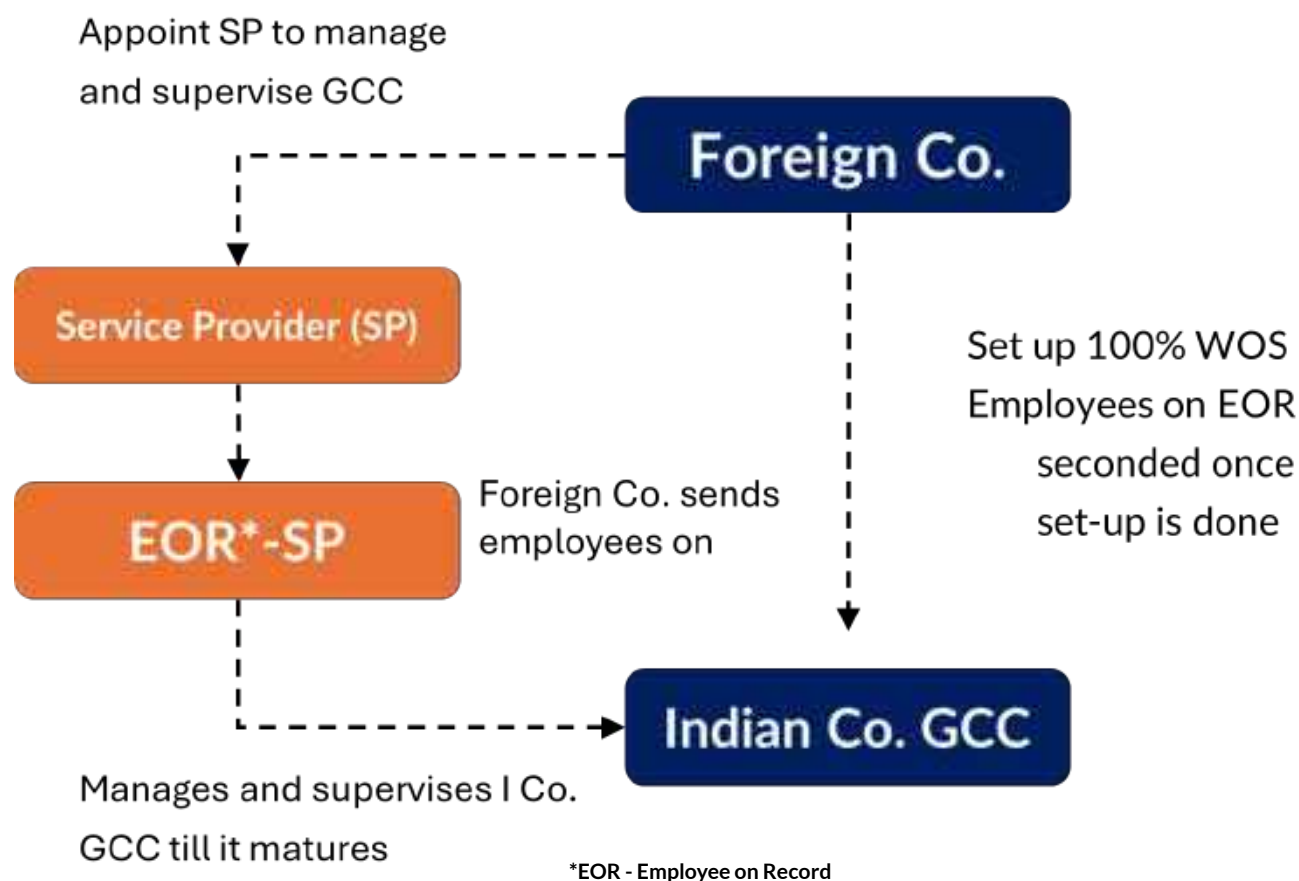 Appoint SP to manage
and supervise GCC
Foreign Co.
Service Provider (SP)
Set up 100% WOS
Employees on EOR
seconded once
set-up is done
EOR*-SP
Foreign Co. sends
employees on
Indian Co. GCC
Manages and supervises I Co.
GCC till it matures
*EOR - Employee on Record